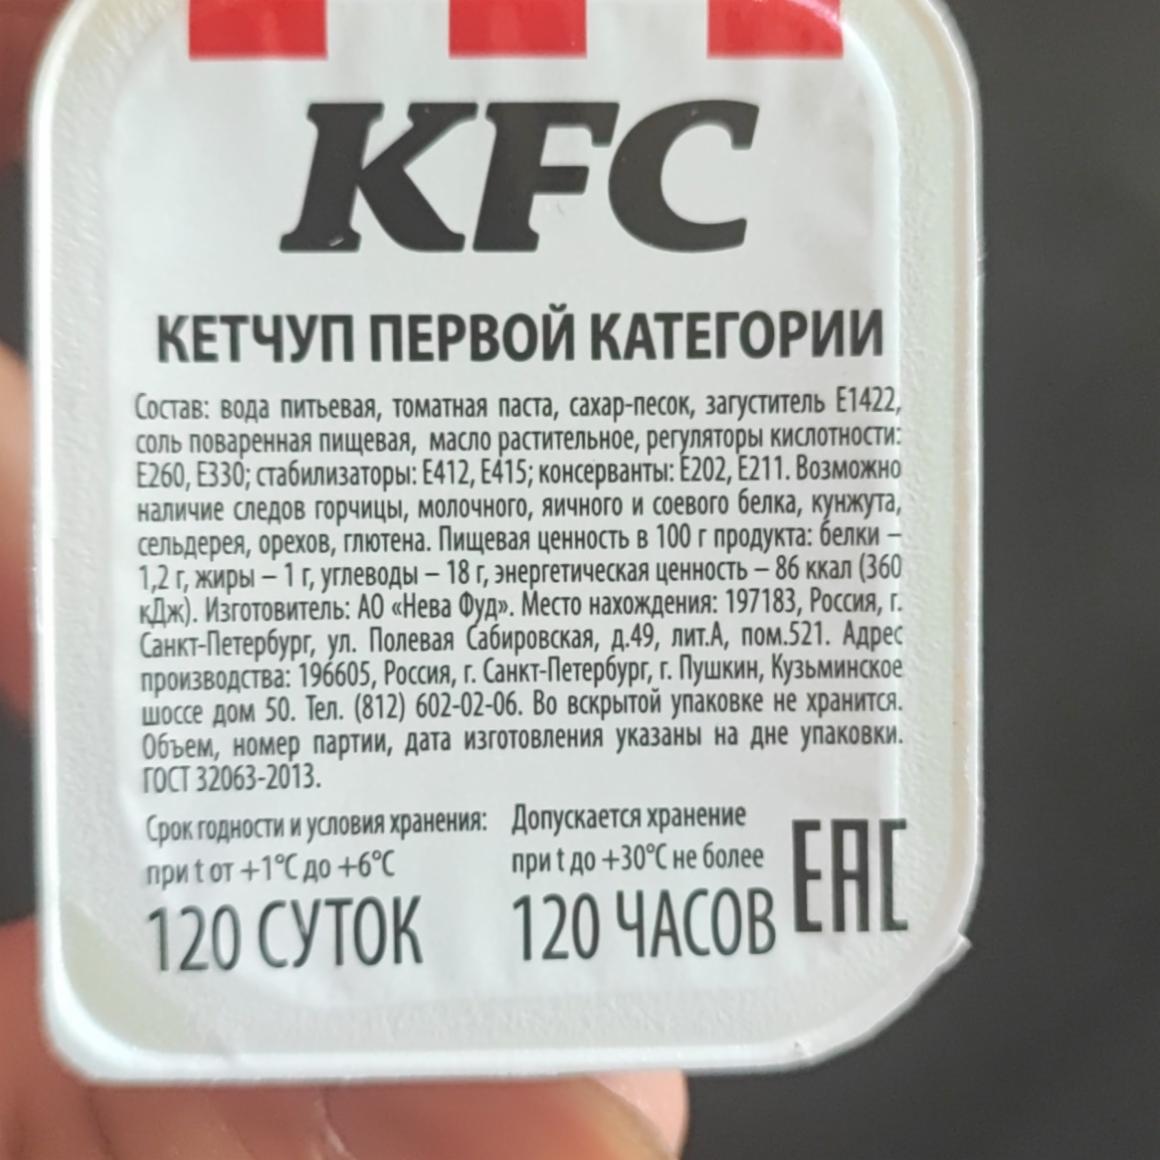 KFC
КЕТЧУП ПЕРВОЙ КАТЕГОРИИ
Состав: вода питьевая, томатная паста, сахар-песок, загуститель Е1422,
соль поваренная пищевая, масло растительное, регуляторы кислотности:
Е260, Е330; стабилизаторы: Е412, Е415; консерванты: Е202, Е211. Возможно
наличие следов горчицы, молочного, яичного и соевого белка, кунжута,
сельдерея, орехов, глютена. Пищевая ценность в 100 г продукта: белки –
1,2 г, жиры – 1 г, углеводы – 18 г, энергетическая ценность – 86 ккал (360
кДж). Изготовитель: АО «Нева Фуд». Место нахождения: 197183, Россия, г.
Санкт-Петербург, ул. Полевая Сабировская, д.49, лит.А, пом.521. Адрес
производства: 196605, Россия, г. Санкт-Петербург, г. Пушкин, Кузьминское
шоссе дом 50. Тел. (812) 602-02-06. Во вскрытой упаковке не хранится.
Объем, номер партии, дата изготовления указаны на дне упаковки.
ГОСТ 32063-2013.
Срок годности и условия хранения:
при t от +1°C до +6°C
120 СУТОК
Допускается хранение
при t до +30°C не более
120 ЧАСОВ
EAC